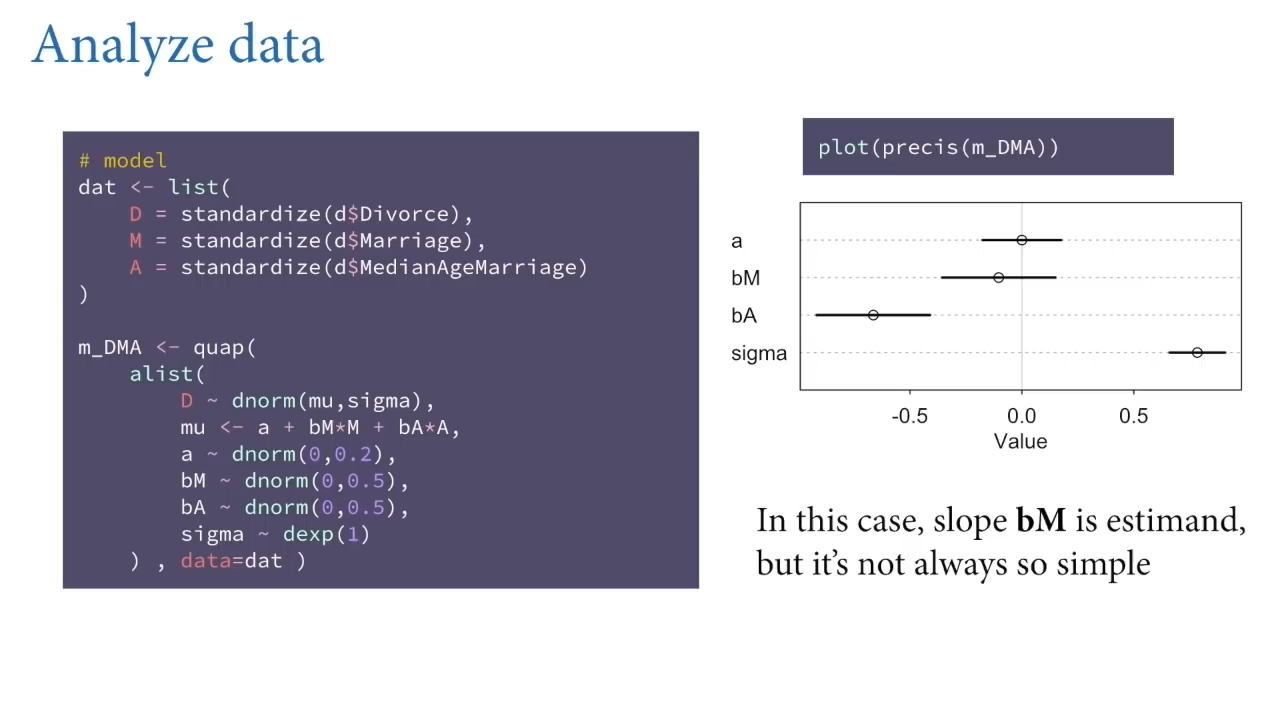 Analyze data
# model
dat <- list(
    D = standardize(d$Divorce),
    M = standardize(d$Marriage),
    A = standardize(d$MedianAgeMarriage)
)
m_DMA <- quap(
    alist(
        D ~ dnorm(mu,sigma),
        mu <- a + bM*M + bA*A,
        a ~ dnorm(0,0.2),
        bM ~ dnorm(0,0.5),
        bA ~ dnorm(0,0.5),
        sigma ~ dexp(1)
    ) , data=dat )
plot(precis(m_DMA))
a
bM
bA
sigma
-0.5 0.0 0.5
Value
In this case, slope bM is estimand,
but it’s not always so simple